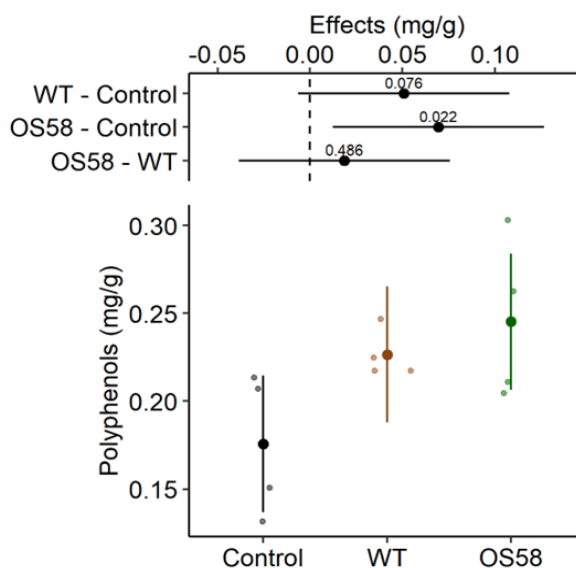 Effects (mg/g)
-0.05 0.00 0.05 0.10
WT - Control
0.076
OS58 - Control
0.022
OS58 - WT
0.486
Polyphenols (mg/g)
0.30
0.25
0.20
0.15
Control WT OS58